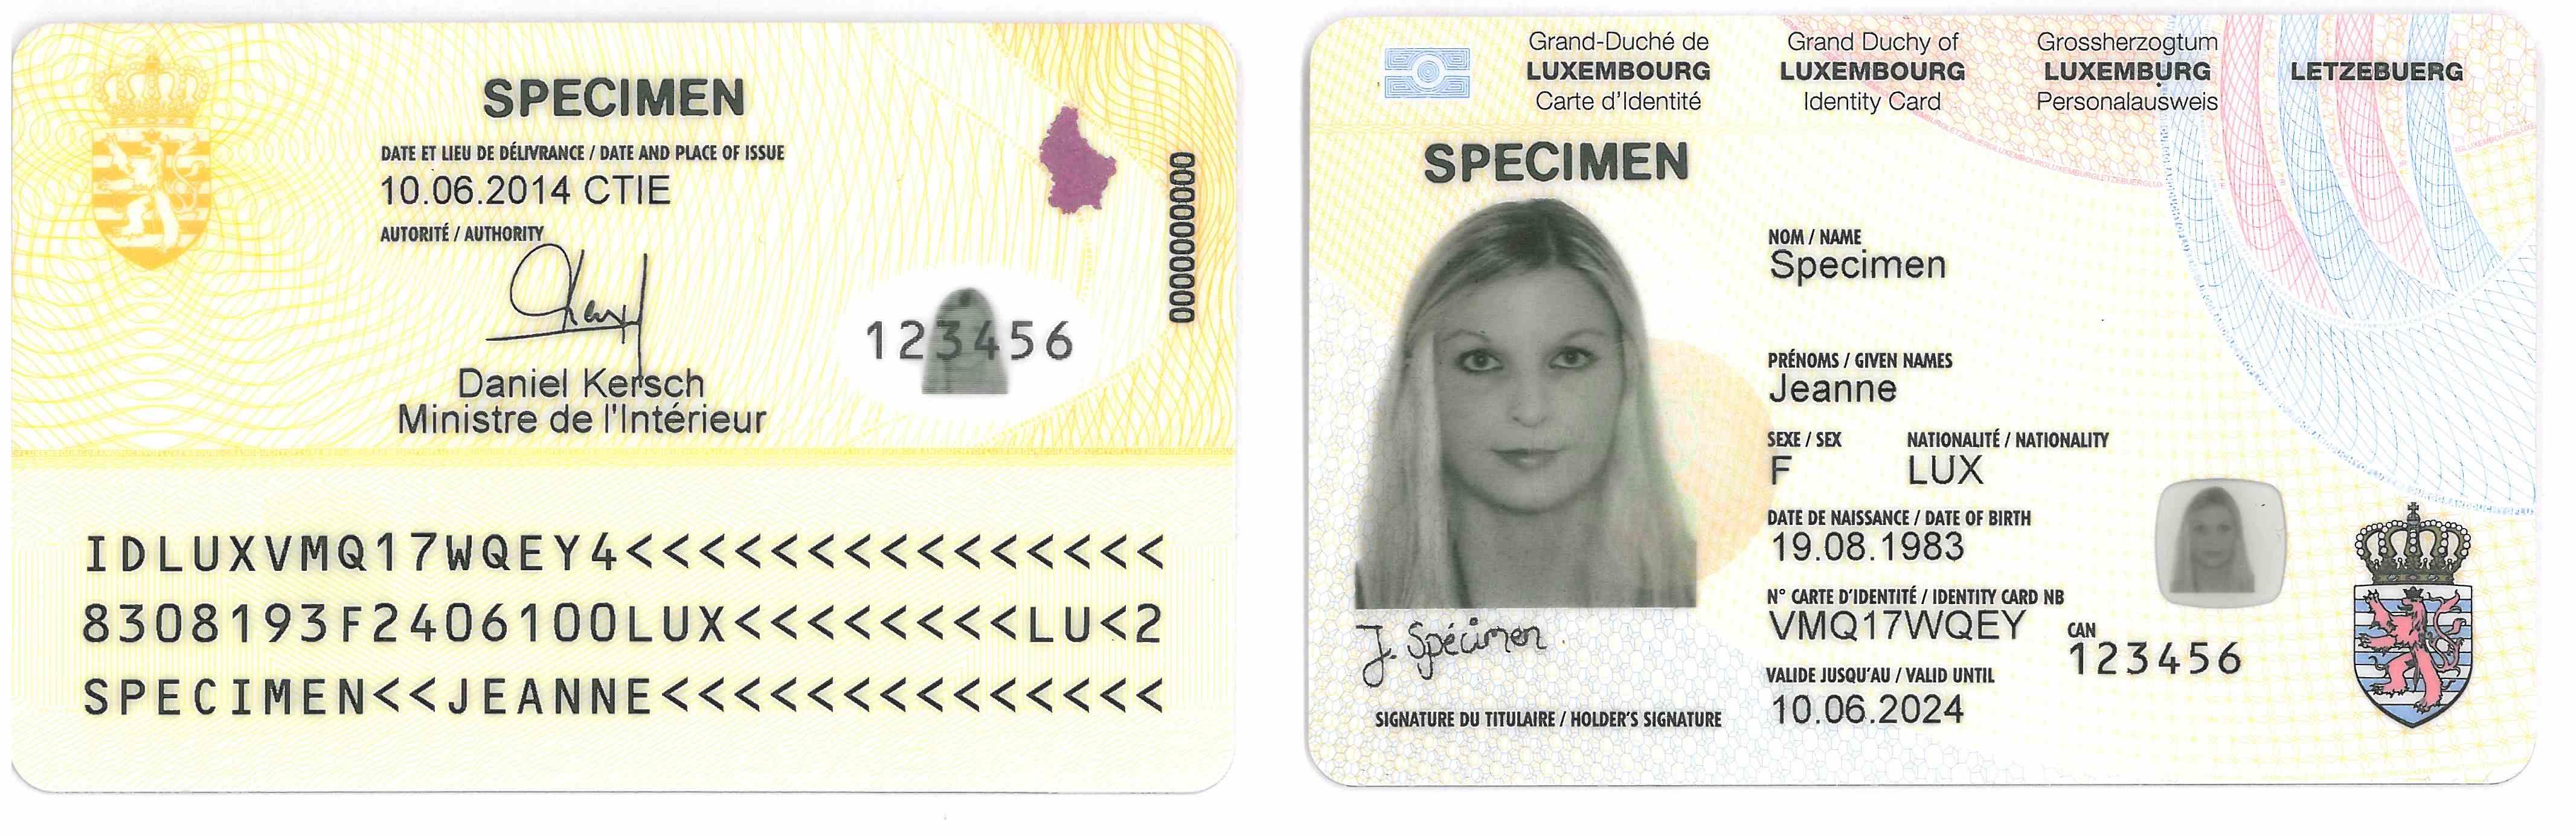 SPECIMEN
DATE ET LIEU DE DÉLIVRANCE / DATE AND PLACE OF ISSUE
10.06.2014 CTIE
AUTORITÉ / AUTHORITY
Daniel Kersch
Ministre de l'Intérieur
123456
0000000000
IDLUXVMQ17WQEY4<<<<<<<<<<<<<<<
8308193F2406100LUX<<<<<<<<LU<2
SPECIMEN<<JEANNE<<<<<<<<<<<<<<
Grand-Duché de
LUXEMBOURG
Carte d'Identité
Grand Duchy of
LUXEMBOURG
Identity Card
Grossherzogtum
LUXEMBURG
Personalausweis
LETZEBUERG
SPECIMEN
NOM / NAME
Specimen
PRÉNOMS / GIVEN NAMES
Jeanne
SEXE / SEX NATIONALITÉ / NATIONALITY
F LUX
DATE DE NAISSANCE / DATE OF BIRTH
19.08.1983
N° CARTE D'IDENTITÉ / IDENTITY CARD NB
VMQ17WQEY
CAN
123456
VALIDE JUSQU'AU / VALID UNTIL
10.06.2024
J. Spécimen
SIGNATURE DU TITULAIRE / HOLDER'S SIGNATURE